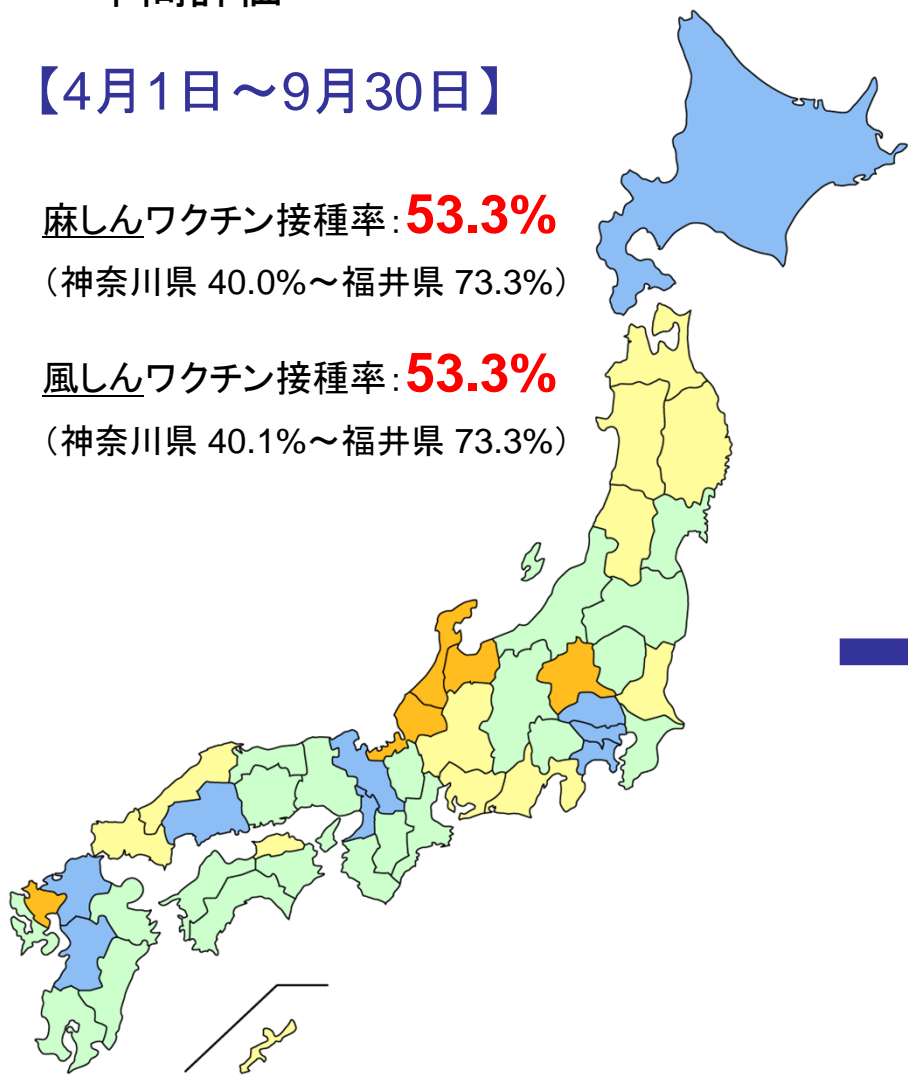 【4月1日～9月30日】
麻しんワクチン接種率：53.3%
（神奈川県 40.0%～福井県 73.3%）
風しんワクチン接種率：53.3%
（神奈川県 40.1%～福井県 73.3%）